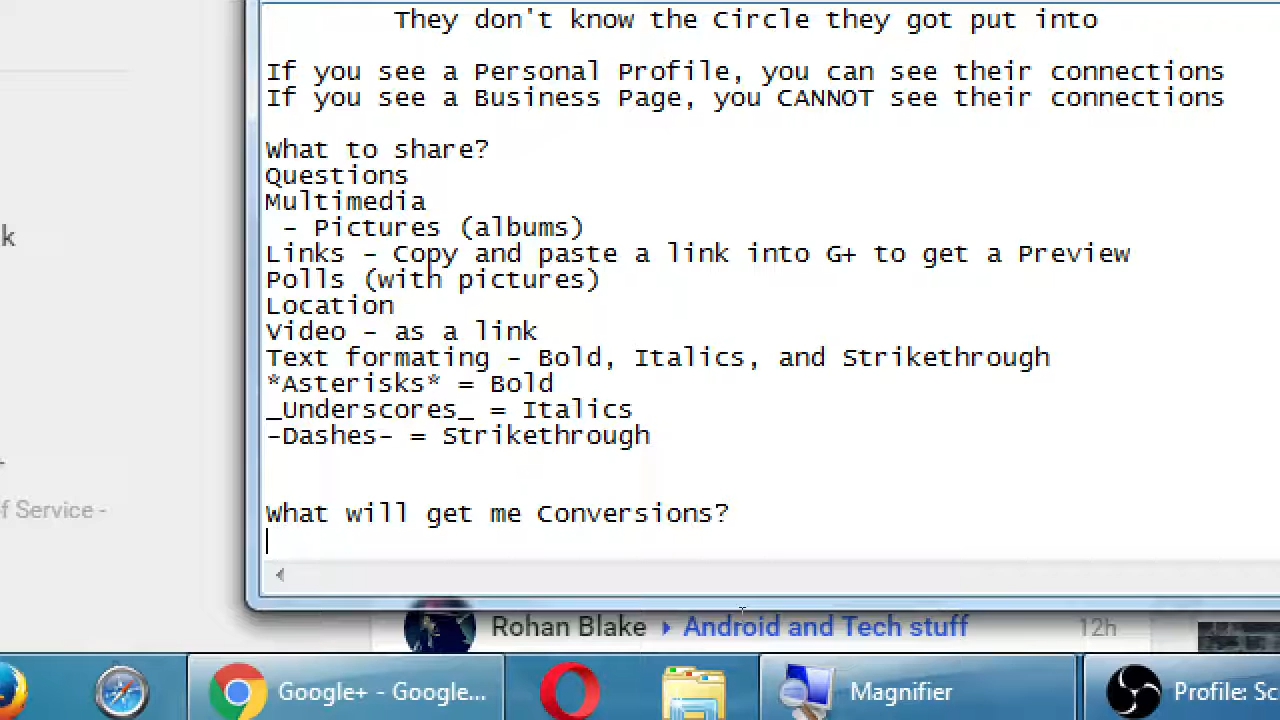 They don't know the Circle they got put into
If you see a Personal Profile, you can see their connections
If you see a Business Page, you CANNOT see their connections
What to share?
Questions
Multimedia
- Pictures (albums)
Links - Copy and paste a link into G+ to get a Preview
Polls (with pictures)
Location
Video - as a link
Text formating - Bold, Italics, and Strikethrough
*Asterisks* = Bold
_Underscores_ = Italics
-Dashes- = Strikethrough
What will get me Conversions?
k
of Service -
Rohan Blake Android and Tech stuff 12h
Google+ - Google... Magnifier Profile: Sc